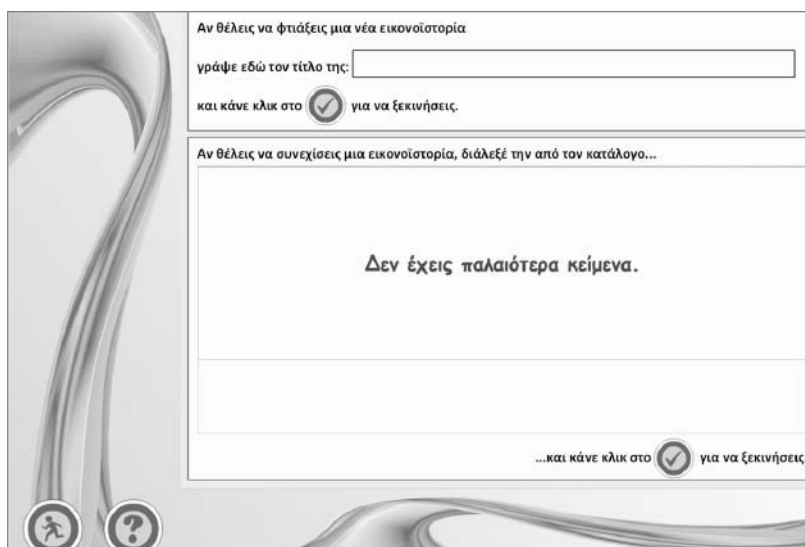 Αν θέλεις να φτιάξεις μια νέα εικονοϊστορία
γράψε εδώ τον τίτλο της:
και κάνε κλικ στο για να ξεκινήσεις.
Αν θέλεις να συνεχίσεις μια εικονοϊστορία, διάλεξέ την από τον κατάλογο...
Δεν έχεις παλαιότερα κείμενα.
...και κάνε κλικ στο για να ξεκινήσεις
?